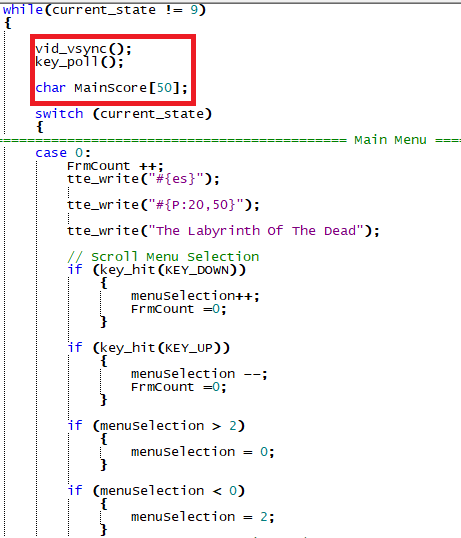 while(current_state != 9)
{
vid_vsync();
key_poll();
char MainScore[50];
switch (current_state)
{
Main Menu
case 0:
FrmCount ++;
tte_write("#{es}");
tte_write("#{P:20,50}");
tte_write("The Labyrinth Of The Dead");
// Scroll Menu Selection
if (key_hit(KEY_DOWN))
{
menuSelection++;
FrmCount =0;
}
if (key_hit(KEY_UP))
{
menuSelection --;
FrmCount =0;
}
if (menuSelection > 2)
{
menuSelection = 0;
}
if (menuSelection < 0)
{
menuSelection = 2;
}